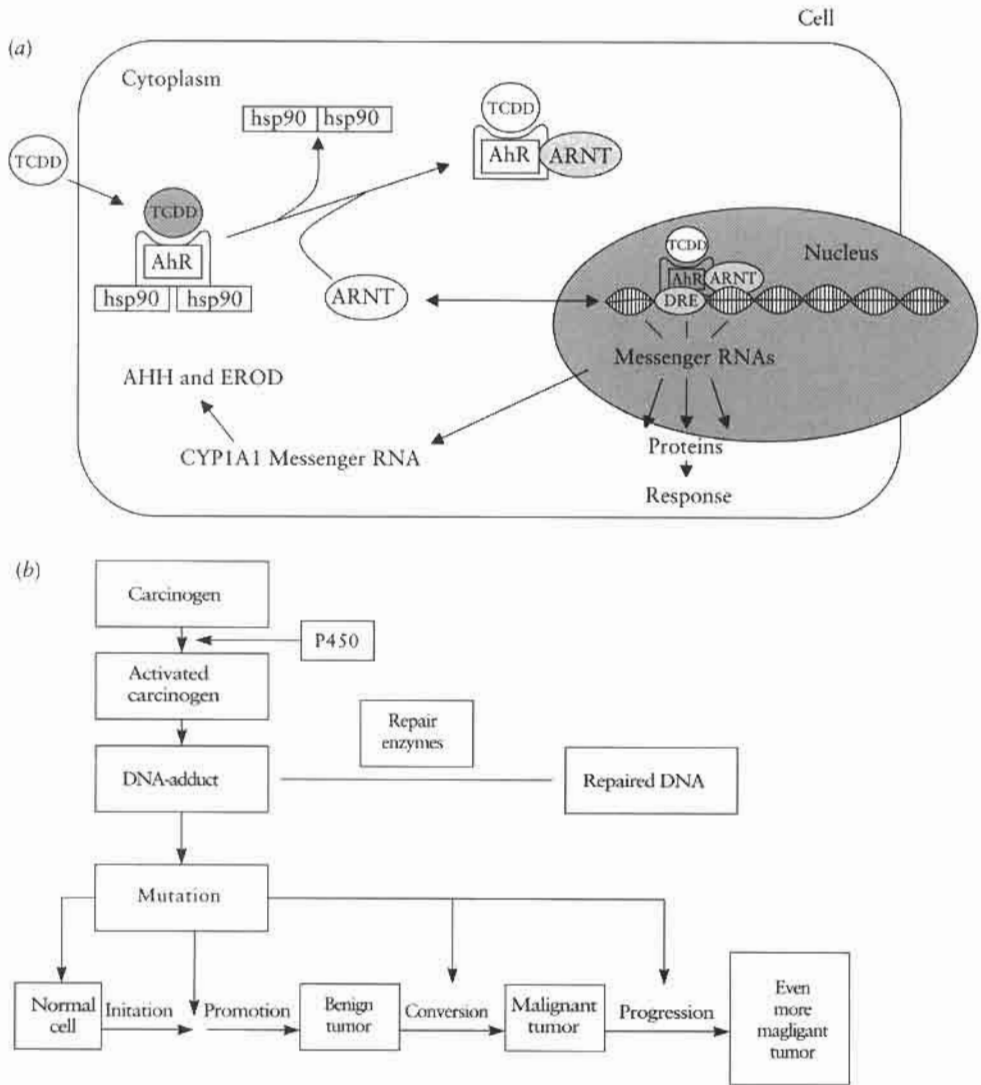 Cell
(a)
Cytoplasm
hsp90 hsp90
TCDD
AhR ARNT
TCDD
TCDD
AhR
hsp90 hsp90
ARNT
TCDD
Nucleus
AhR ARNT
DRE
Messenger RNAs
AHH and EROD
CYP1A1 Messenger RNA
Proteins
Response
(b)
Carcinogen
P450
Activated
carcinogen
Repair
enzymes
DNA-adduct
Repaired DNA
Mutation
Normal
cell
Initation
Promotion
Benign
tumor
Conversion
Malignant
tumor
Progression
Even
more
magligant
tumor